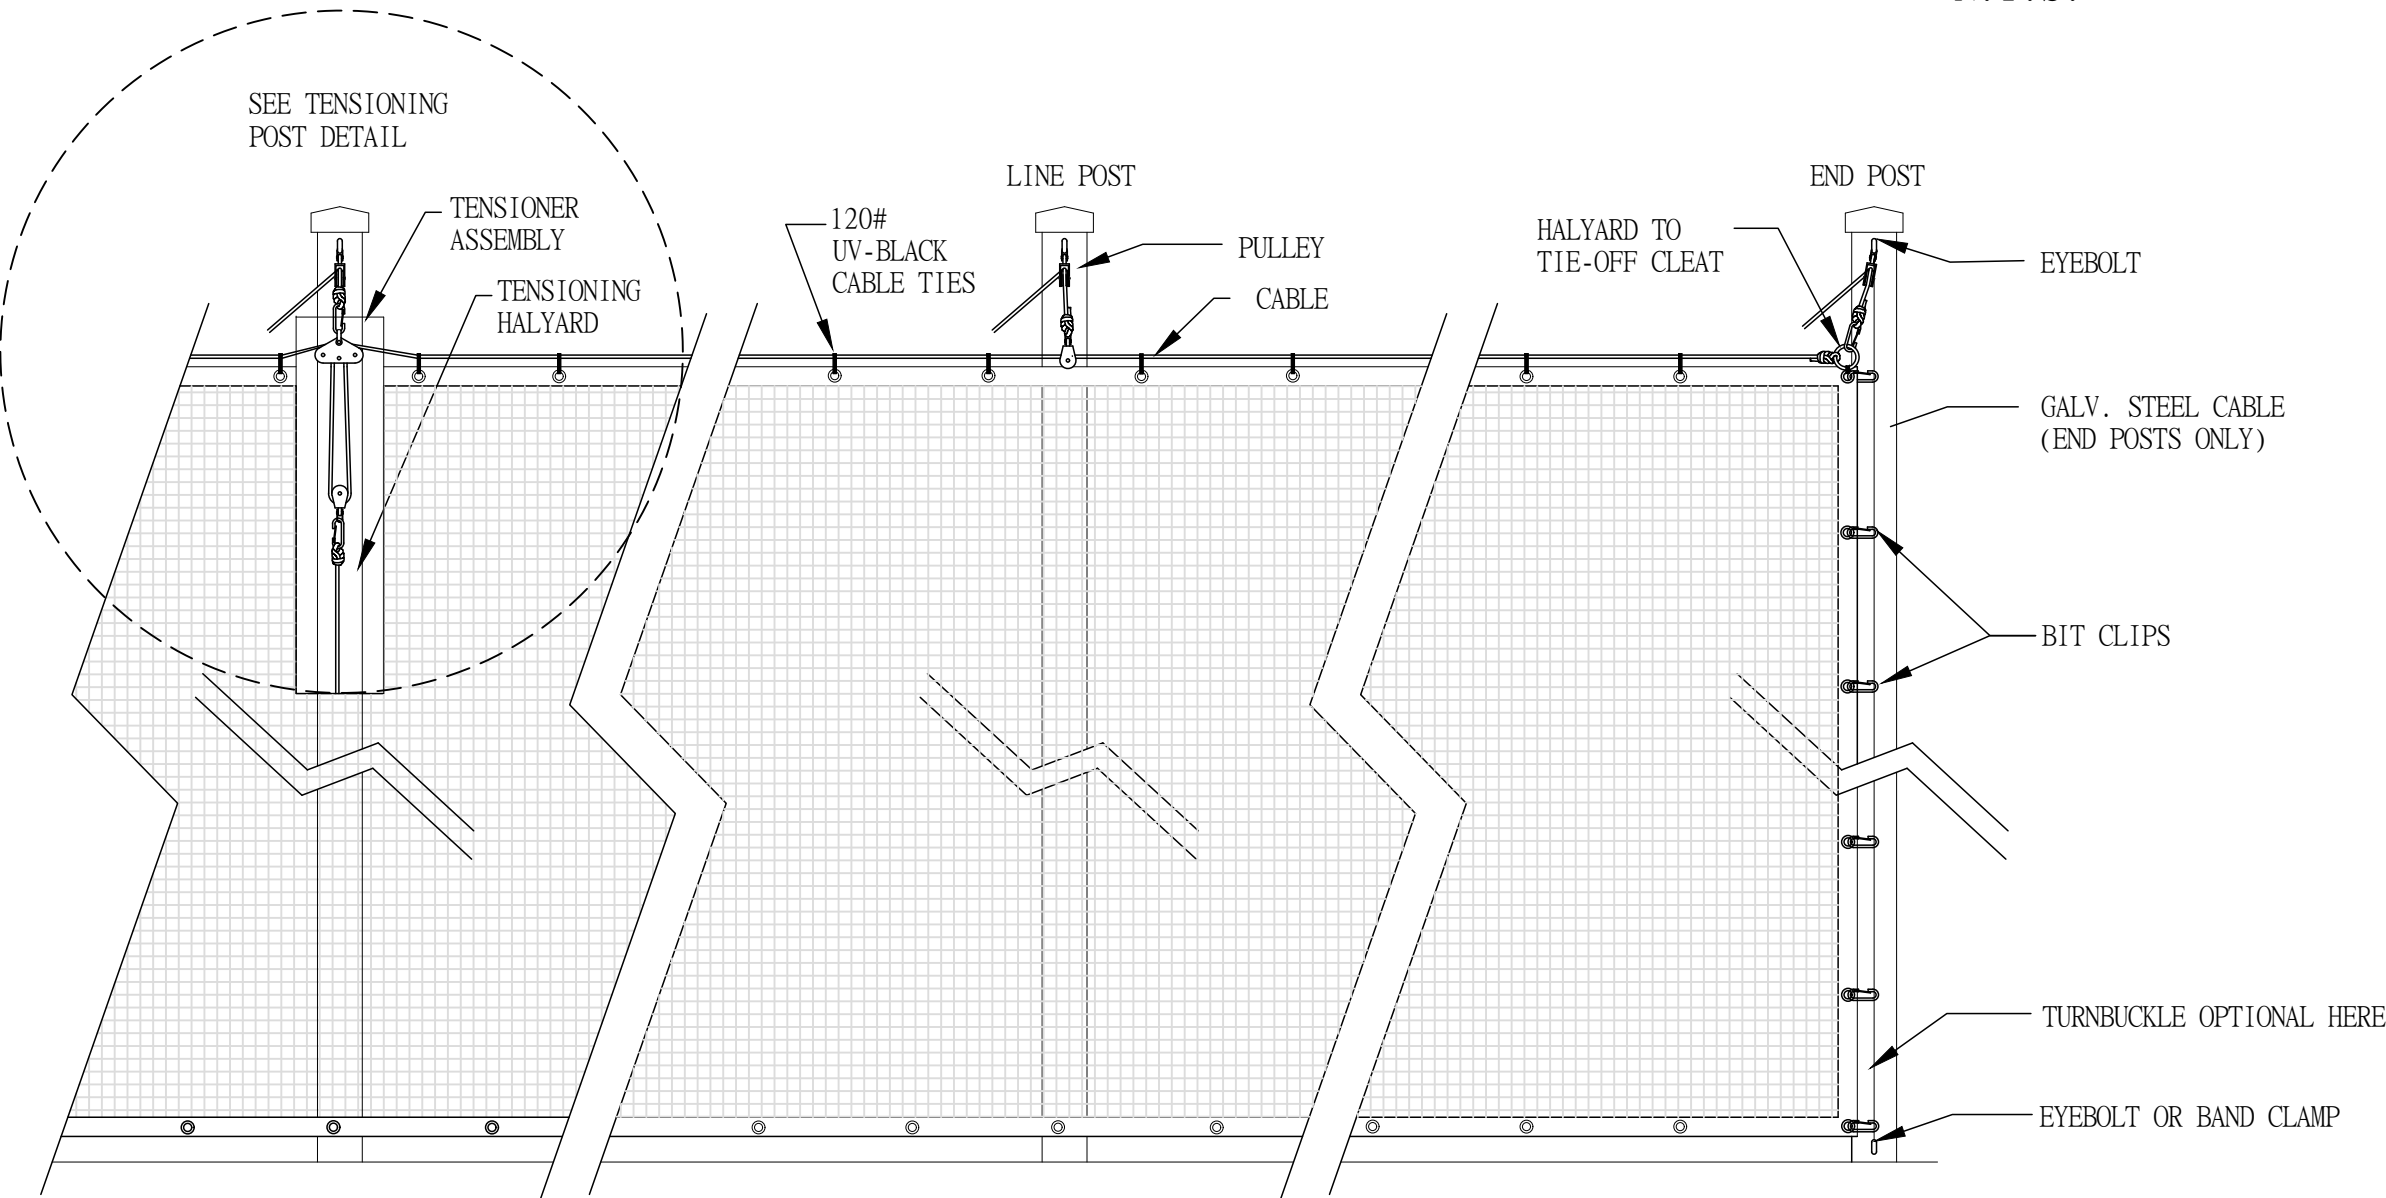 SEE TENSIONING
POST DETAIL
TENSIONER
ASSEMBLY
TENSIONING
HALYARD
120#
UV-BLACK
CABLE TIES
LINE POST
PULLEY
CABLE
END POST
HALYARD TO
TIE-OFF CLEAT
EYEBOLT
GALV. STEEL CABLE
(END POSTS ONLY)
BIT CLIPS
TURNBUCKLE OPTIONAL HERE
EYEBOLT OR BAND CLAMP